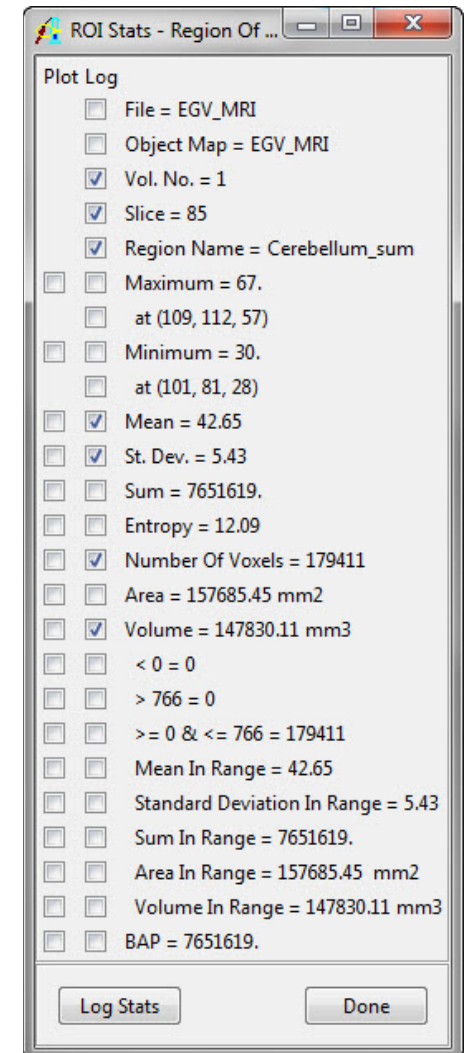 ROI Stats - Region Of ...
Plot Log
File = EGV_MRI
Object Map = EGV_MRI
Vol. No. = 1
Slice = 85
Region Name = Cerebellum_sum
Maximum = 67.
at (109, 112, 57)
Minimum = 30.
at (101, 81, 28)
Mean = 42.65
St. Dev. = 5.43
Sum = 7651619.
Entropy = 12.09
Number Of Voxels = 179411
Area = 157685.45 mm2
Volume = 147830.11 mm3
< 0 = 0
> 766 = 0
>= 0 & <= 766 = 179411
Mean In Range = 42.65
Standard Deviation In Range = 5.43
Sum In Range = 7651619.
Area In Range = 157685.45 mm2
Volume In Range = 147830.11 mm3
BAP = 7651619.
Log Stats Done